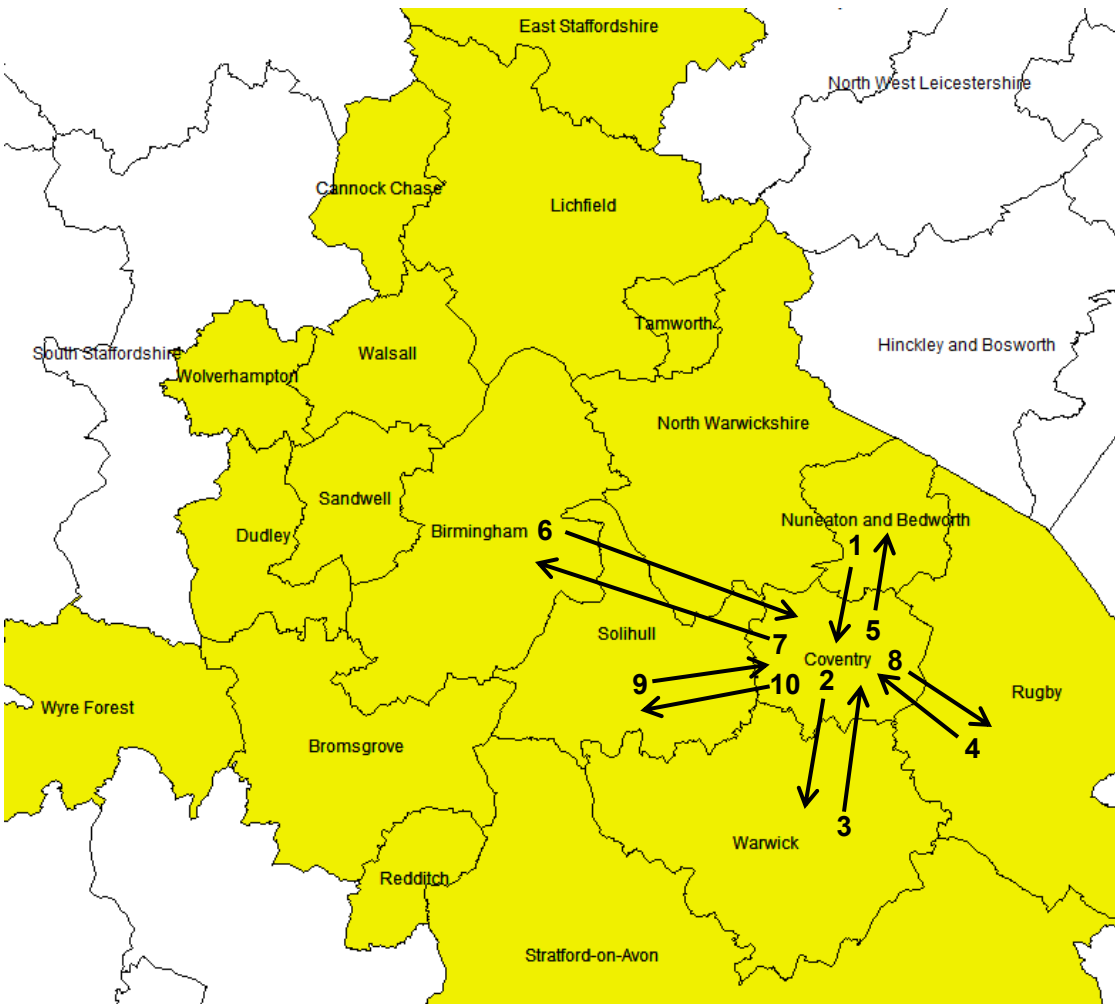 East Staffordshire
North West Leicestershire
Cannock Chase
Lichfield
Tamworth
South Staffordshire
Walsall
Hinckley and Bosworth
Wolverhampton
North Warwickshire
Sandwell
Nuneaton and Bedworth
Dudley
Birmingham 6
1
5
Solihull
7
Coventry 8
9
10
2
Rugby
Wyre Forest
Bromsgrove
4
3
Warwick
Redditch
Stratford-on-Avon